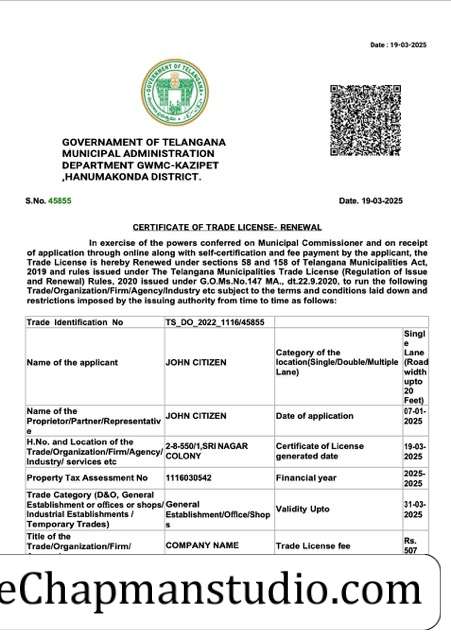 Date : 19-03-2025
GOVERNMENT OF TELANGANA
GOVERNAMENT OF TELANGANA
MUNICIPAL ADMINISTRATION
DEPARTMENT GWMC-KAZIPET
,HANUMAKONDA DISTRICT.
S.No. 45855 Date. 19-03-2025
CERTIFICATE OF TRADE LICENSE- RENEWAL
In exercise of the powers conferred on Municipal Commissioner and on receipt
of application through online along with self-certification and fee payment by the applicant, the
Trade License is hereby Renewed under sections 58 and 158 of Telangana Municipalities Act,
2019 and rules issued under The Telangana Municipalities Trade License (Regulation of Issue
and Renewal) Rules, 2020 issued under G.O.Ms.No.147 MA., dt.22.9.2020, to run the following
Trade/Organization/Firm/Agency/Industry etc subject to the terms and conditions laid down and
restrictions imposed by the issuing authority from time to time as follows:
Trade Identification No TS_DO_2022_1116/45855
Name of the applicant
JOHN CITIZEN
Category of the
location(Single/Double/Multiple
Lane)
Singl
e
Lane
(Road
width
upto
20
Feet)
Name of the
Proprietor/Partner/Representativ
e
JOHN CITIZEN
Date of application
07-01-
2025
H.No. and Location of the
Trade/Organization/Firm/Agency/
Industry/ services etc
2-8-550/1,SRI NAGAR
COLONY
Certificate of License
generated date
19-03-
2025
Property Tax Assessment No
1116030542
Financial year
2025-
2025
Trade Category (D&O, General
Establishment or offices or shops/
Industrial Establishments /
Temporary Trades)
General
Establishment/Office/Shop
s
Validity Upto
31-03-
2025
Title of the
Trade/Organization/Firm/
COMPANY NAME
Trade License fee
Rs.
507
eChapmanstudio.com